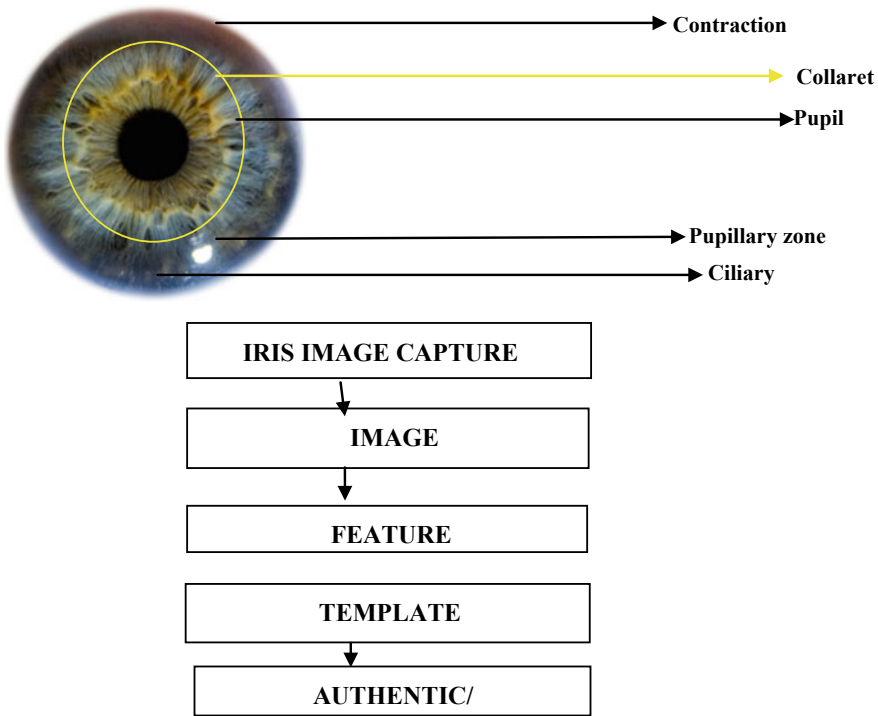 Contraction
Collaret
Pupil
Pupillary zone
Ciliary
IRIS IMAGE CAPTURE
IMAGE
FEATURE
TEMPLATE
AUTHENTIC/